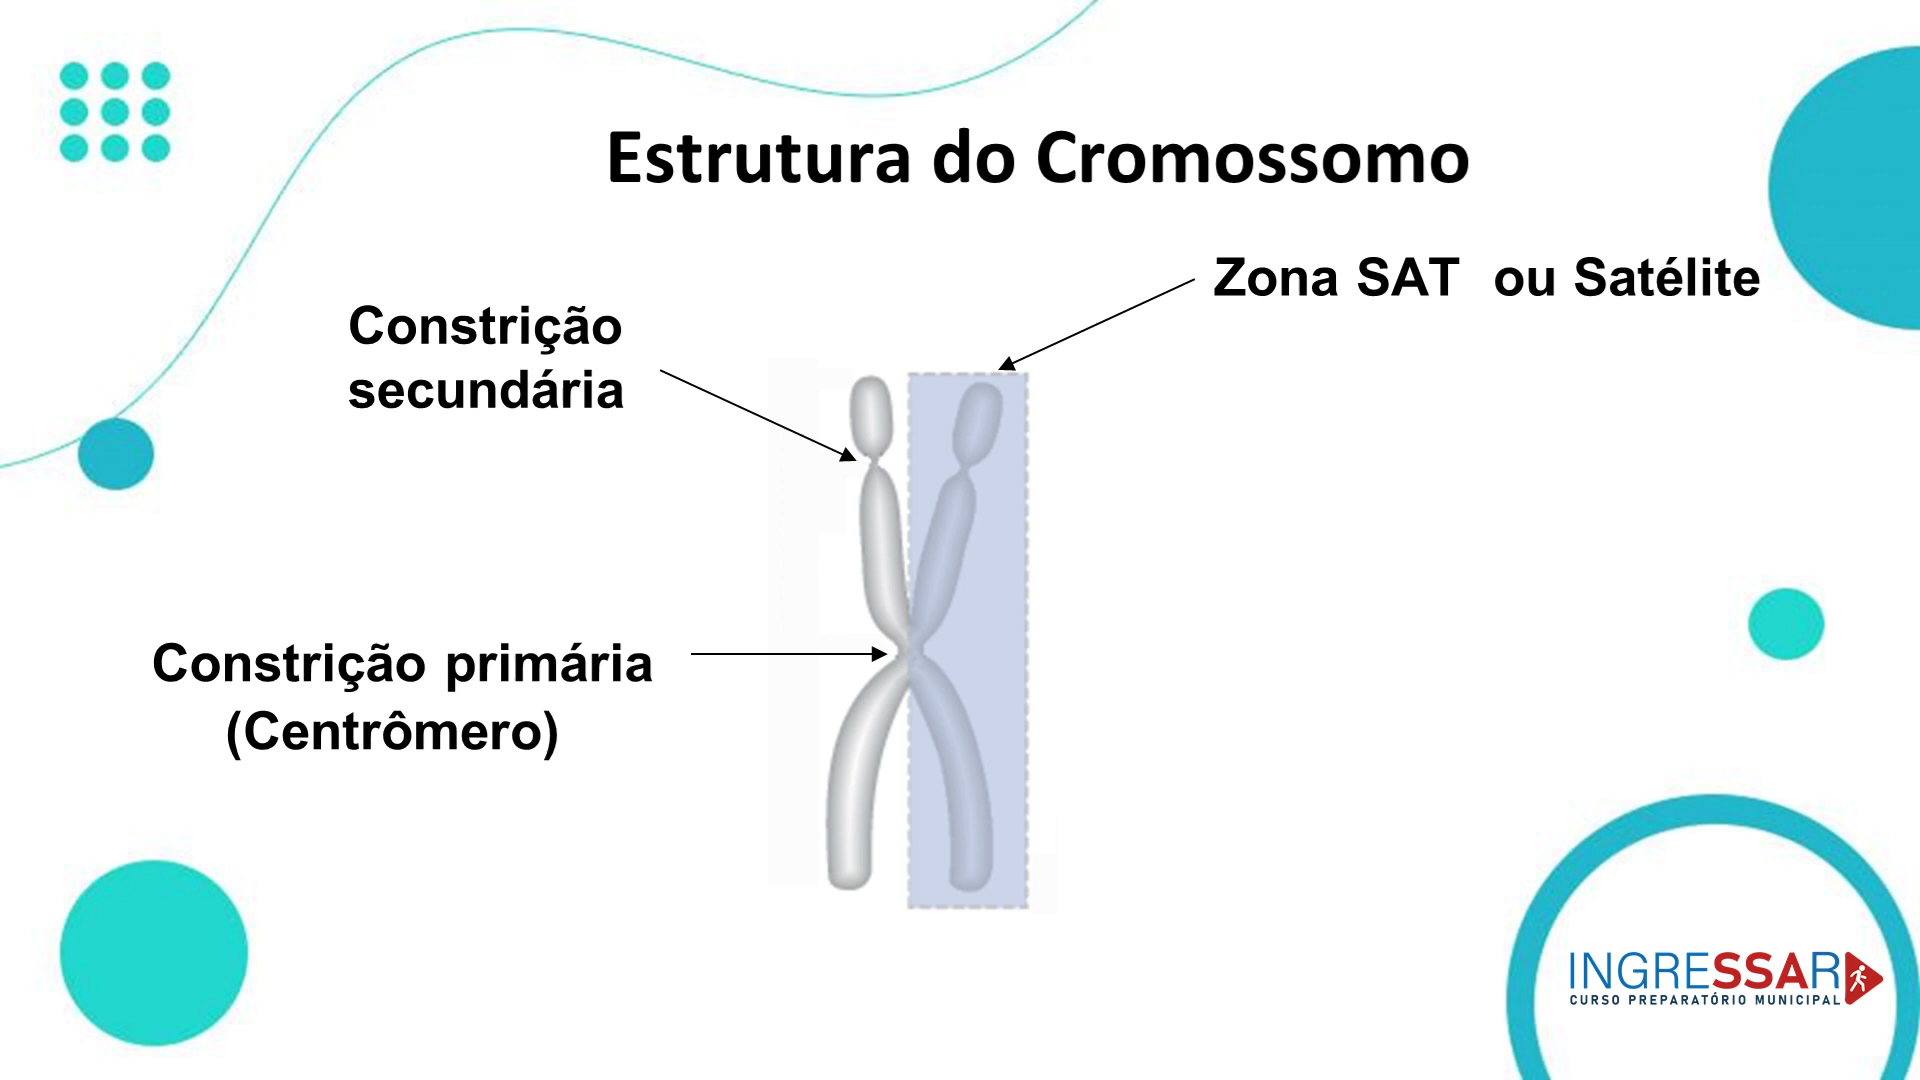 Estrutura do Cromossomo
Zona SAT  ou Satélite
Constrição
secundária
Constrição primária
(Centrômero)
INGRESSAR
CURSO PREPARATÓRIO MUNICIPAL